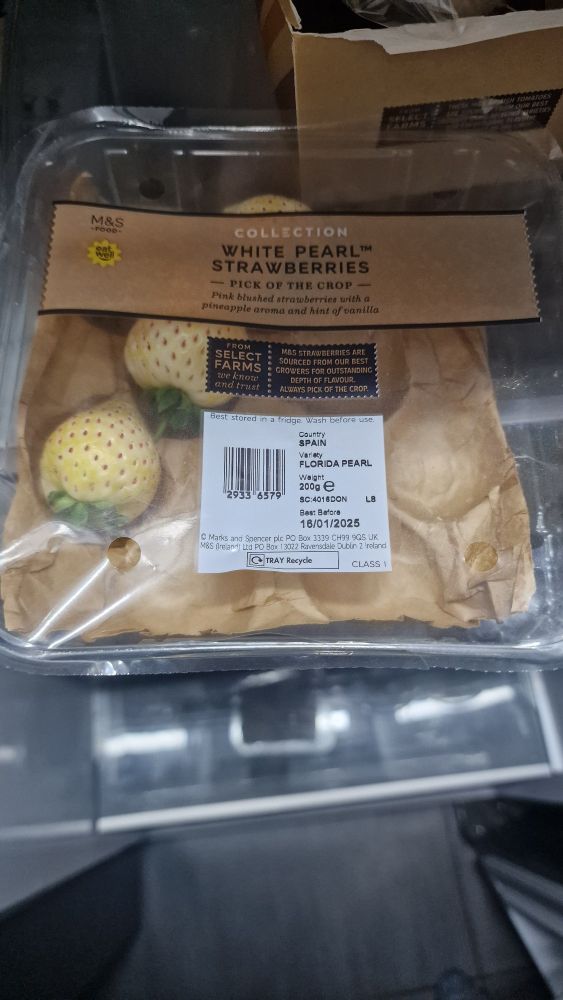 SELECT
FARMS
M&S
-FOOD-
eat
well
COLLECTION
WHITE PEARL™
STRAWBERRIES
— PICK OF THE CROP —
Pink blushed strawberries with a
pineapple aroma and hint of vanilla
FROM
SELECT
FARMS
we know
and trust
M&S STRAWBERRIES ARE
SOURCED FROM OUR BEST
GROWERS FOR OUTSTANDING
DEPTH OF FLAVOUR.
ALWAYS PICK OF THE CROP.
Best stored in a fridge. Wash before use.
Country
SPAIN
Variety
FLORIDA PEARL
Weight
200g e
2933 6579
SC:4016DON L8
Best Before
16/01/2025
© Marks and Spencer plc PO Box 3339 CH99 9QS UK
M&S (Ireland) Ltd PO Box 13022 Ravensdale Dublin 2 Ireland
TRAY Recycle
CLASS 1